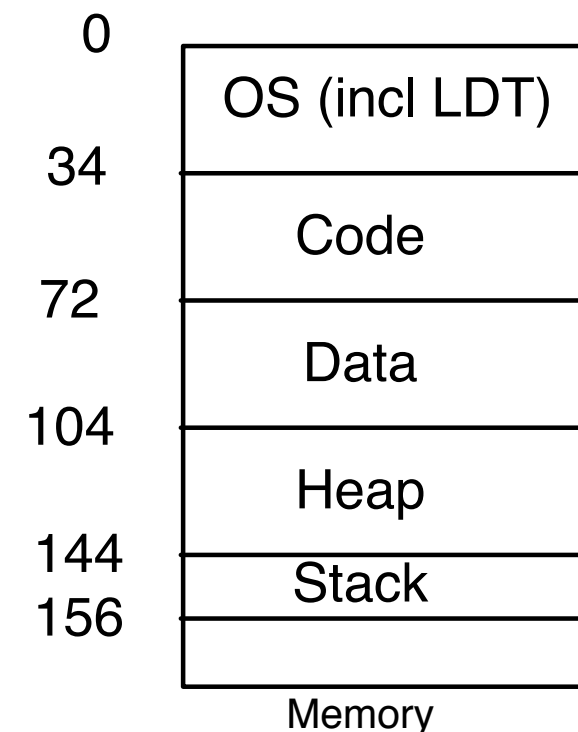 0
OS (incl LDT)
34
Code
72
Data
104
Heap
144
Stack
156
Memory